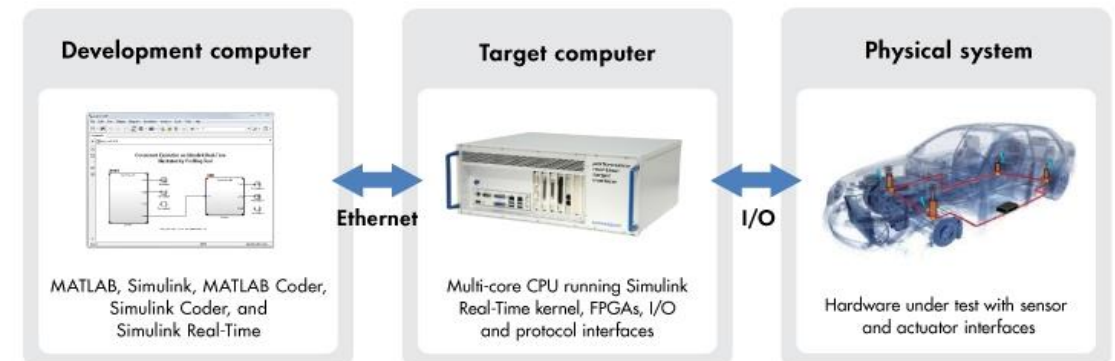 Development computer
MATLAB, Simulink, MATLAB Coder,
Simulink Coder, and
Simulink Real-Time
Ethernet
Target computer
Multi-core CPU running Simulink
Real-Time kernel, FPGAs, I/O
and protocol interfaces
I/O
Physical system
Hardware under test with sensor
and actuator interfaces